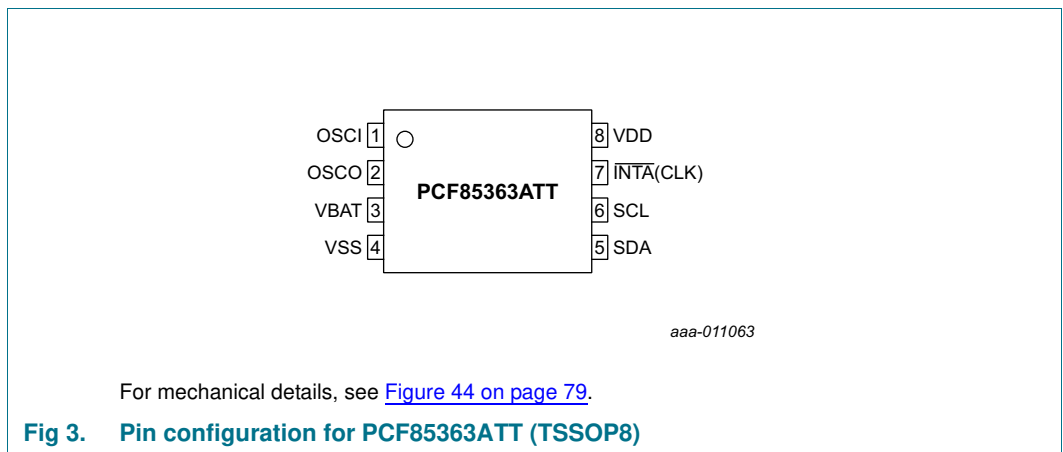 OSCI 1
OSCO 2
VBAT 3
VSS 4
PCF85363ATT
8 VDD
7 INTA(CLK)
6 SCL
5 SDA
aaa-011063
For mechanical details, see Figure 44 on page 79.
Fig 3. Pin configuration for PCF85363ATT (TSSOP8)